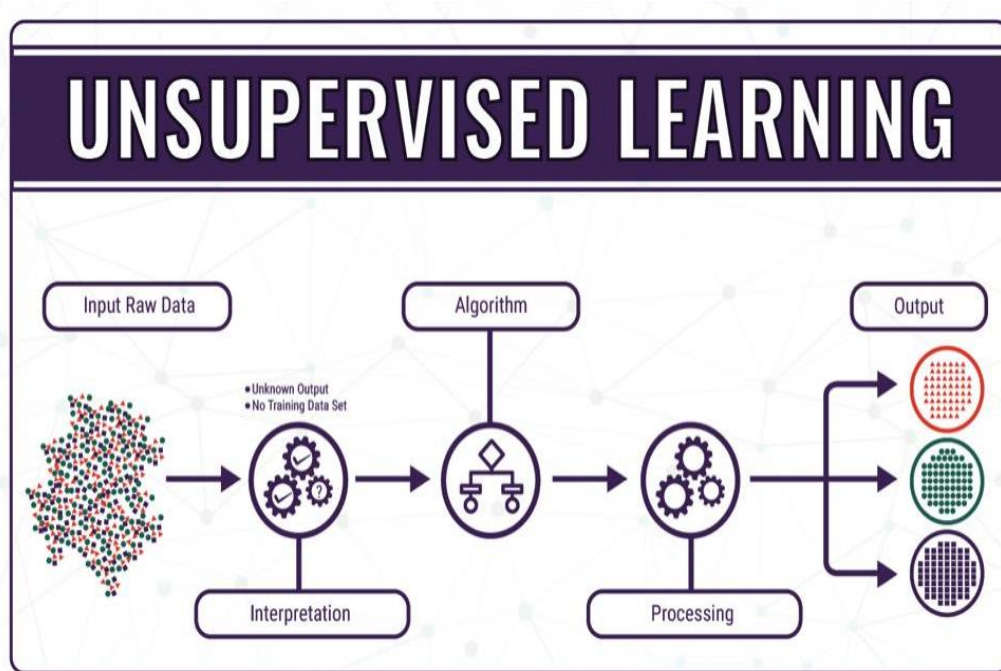 UNSUPERVISED LEARNING
Input Raw Data
Algorithm
Output
• Unknown Output
• No Training Data Set
?
Interpretation
Processing